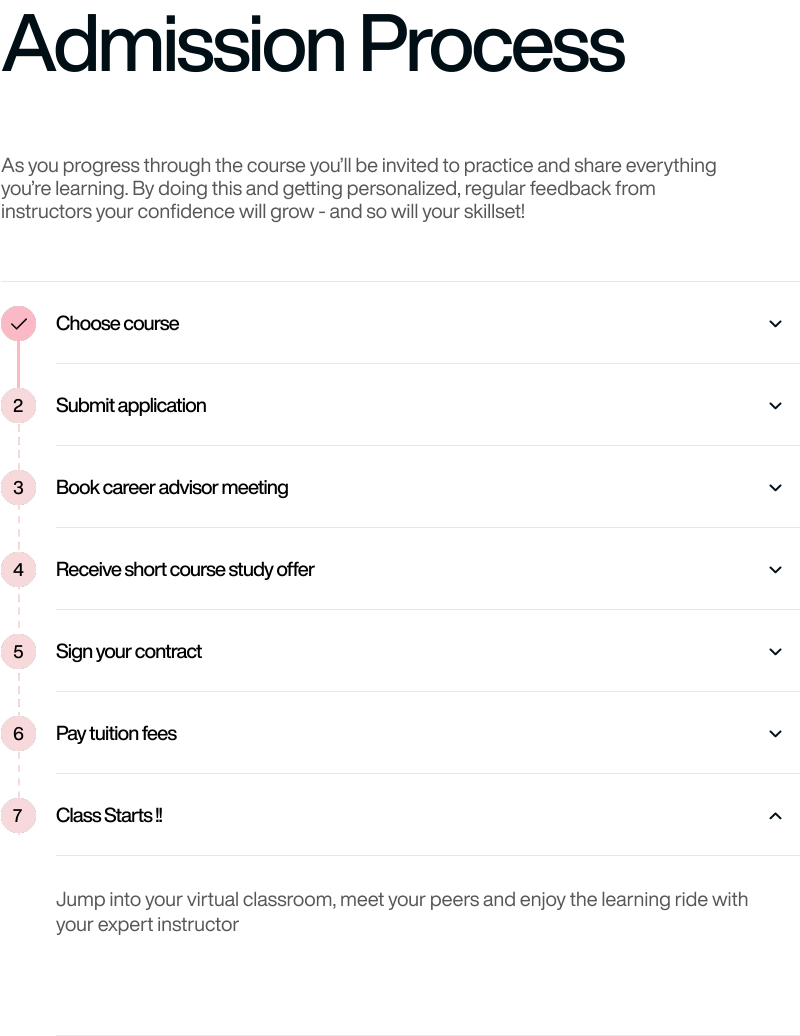 Admission Process
As you progress through the course you’ll be invited to practice and share everything
you’re learning. By doing this and getting personalized, regular feedback from
instructors your confidence will grow - and so will your skillset!
Choose course
2 Submit application
3 Book career advisor meeting
4 Receive short course study offer
5 Sign your contract
6 Pay tuition fees
7 Class Starts !!
Jump into your virtual classroom, meet your peers and enjoy the learning ride with
your expert instructor